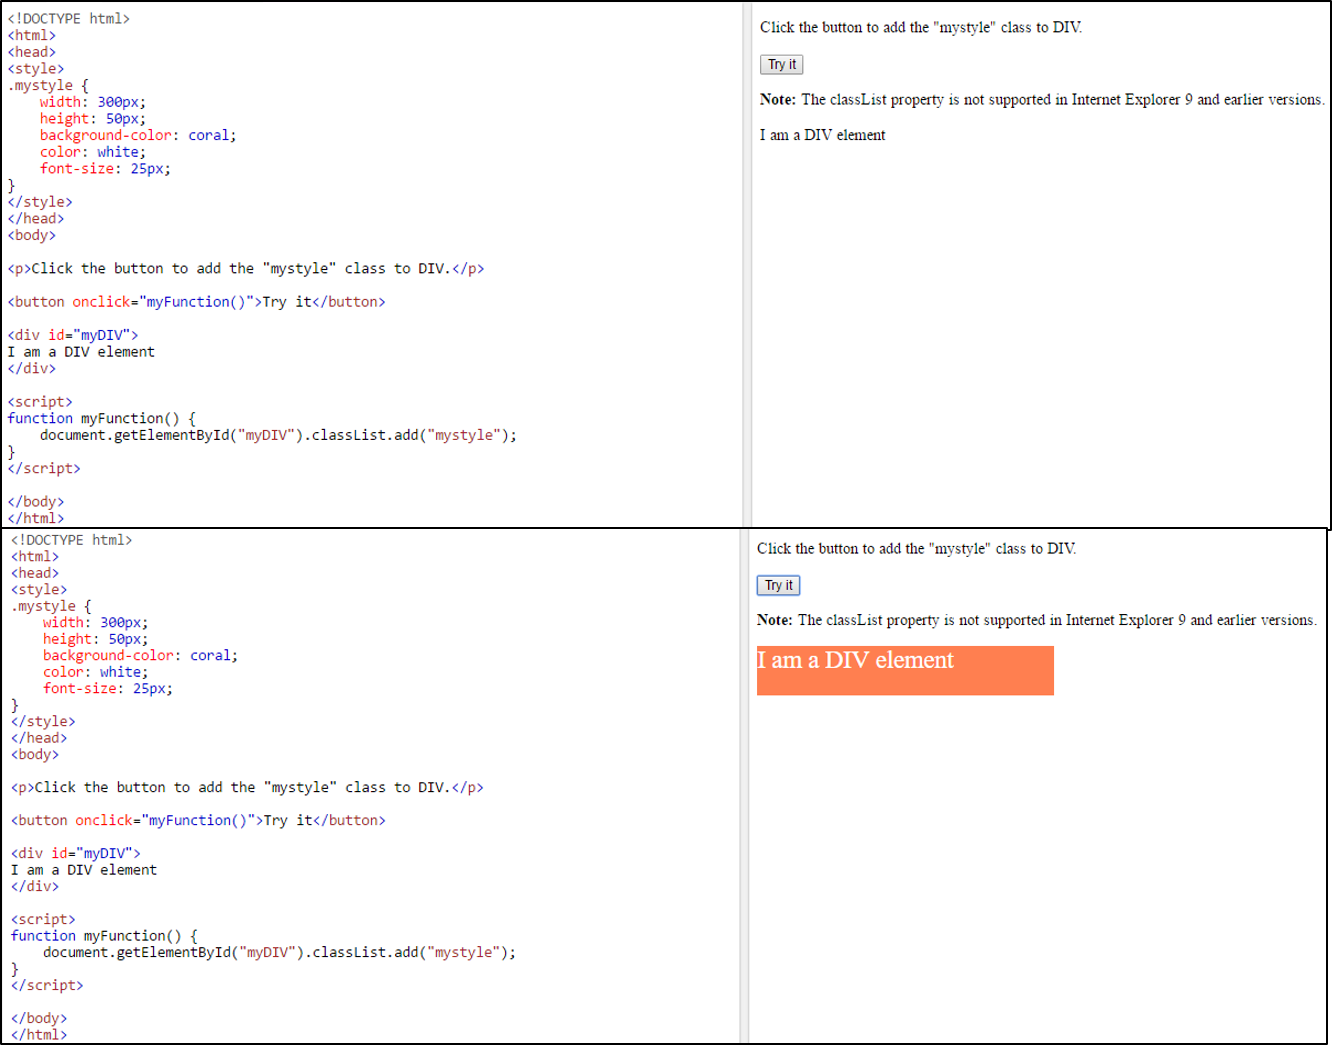 <!DOCTYPE html>
<html>
<head>
<style>
.mystyle {
    width: 300px;
    height: 50px;
    background-color: coral;
    color: white;
    font-size: 25px;
}
</style>
</head>
<body>

<p>Click the button to add the "mystyle" class to DIV.</p>

<button onclick="myFunction()">Try it</button>

<div id="myDIV">
I am a DIV element
</div>

<script>
function myFunction() {
    document.getElementById("myDIV").classList.add("mystyle");
}
</script>

</body>
</html>
Click the button to add the "mystyle" class to DIV.
Try it
Note: The classList property is not supported in Internet Explorer 9 and earlier versions.
I am a DIV element
<!DOCTYPE html>
<html>
<head>
<style>
.mystyle {
    width: 300px;
    height: 50px;
    background-color: coral;
    color: white;
    font-size: 25px;
}
</style>
</head>
<body>

<p>Click the button to add the "mystyle" class to DIV.</p>

<button onclick="myFunction()">Try it</button>

<div id="myDIV">
I am a DIV element
</div>

<script>
function myFunction() {
    document.getElementById("myDIV").classList.add("mystyle");
}
</script>

</body>
</html>
Click the button to add the "mystyle" class to DIV.
Try it
Note: The classList property is not supported in Internet Explorer 9 and earlier versions.
I am a DIV element